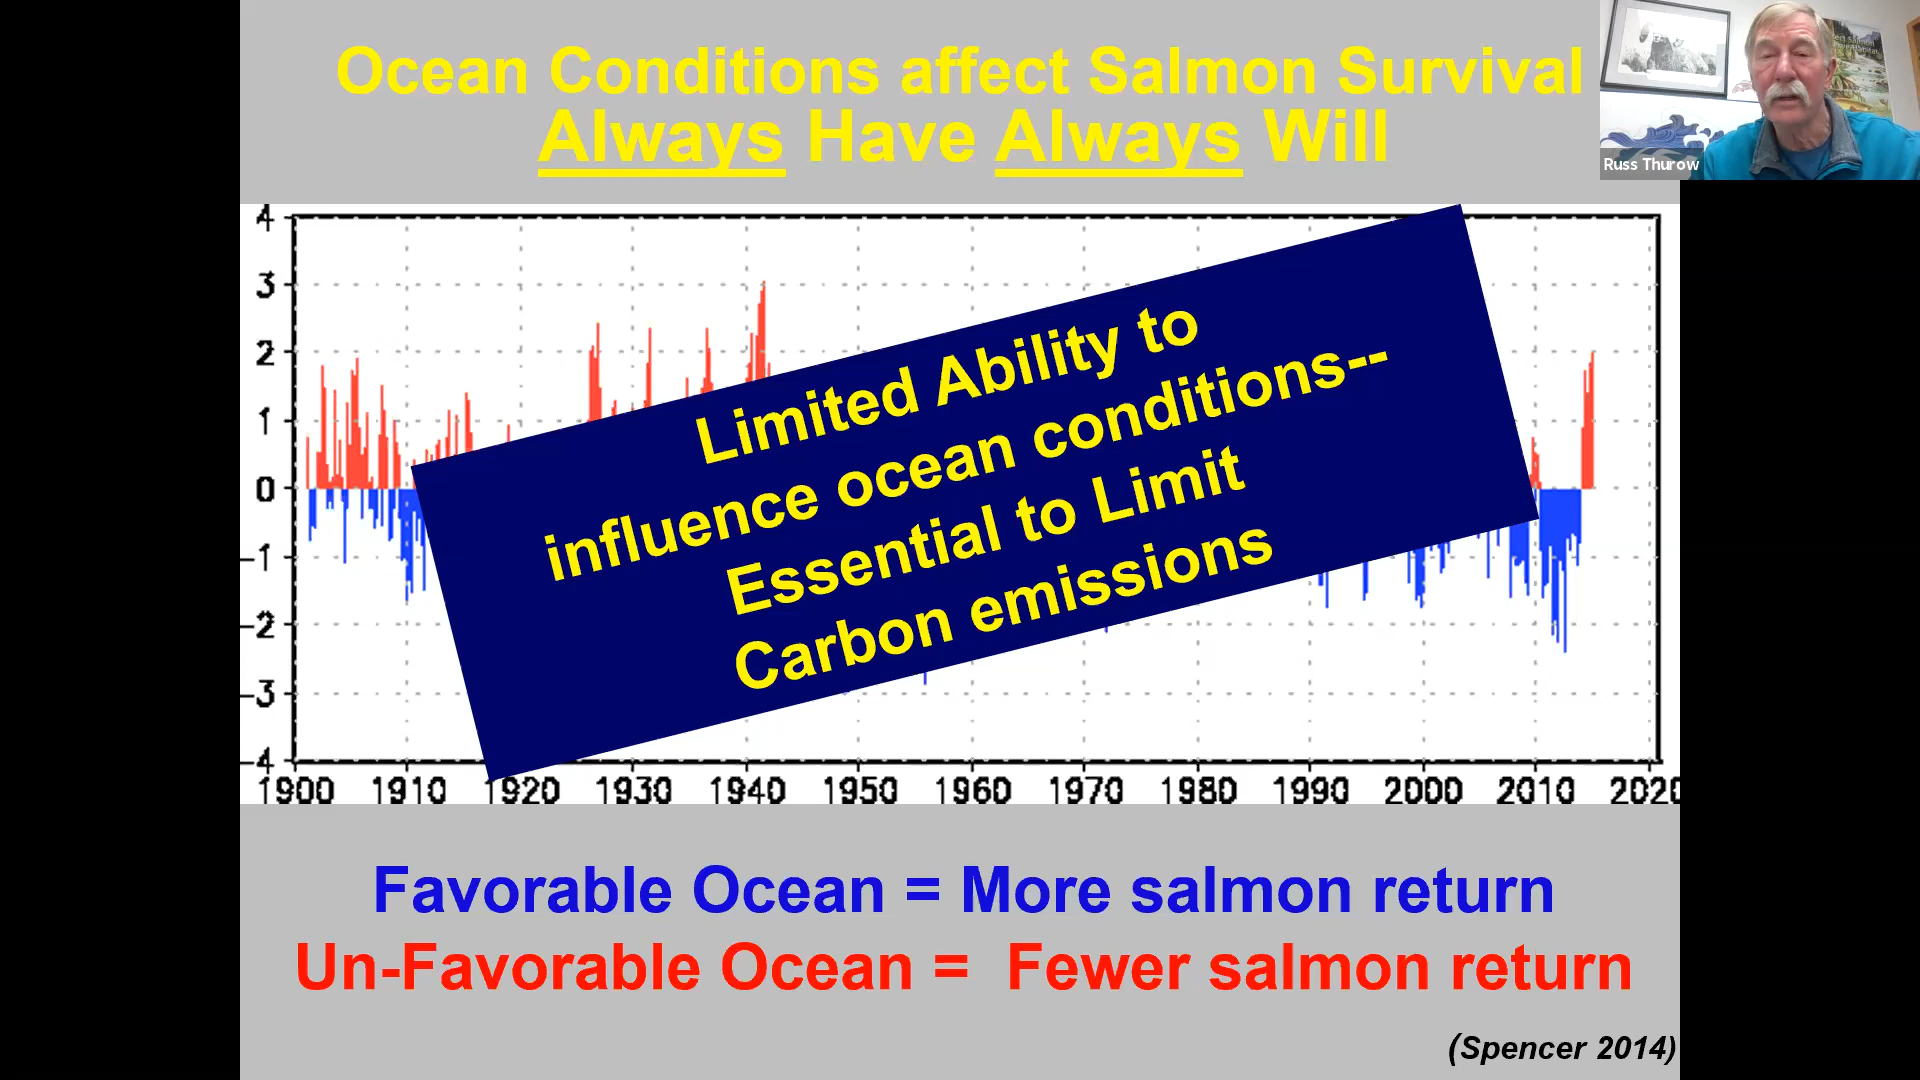 Ocean Conditions affect Salmon Survival
Always Have Always Will
Russ Thurow
4
3
2
1
0
-1
-2
-3
-4
1900 1910 1920 1930 1940 1950 1960 1970 1980 1990 2000 2010 2020
Limited Ability to
influence ocean conditions--
Essential to Limit
Carbon emissions
Favorable Ocean = More salmon return
Un-Favorable Ocean = Fewer salmon return
(Spencer 2014)